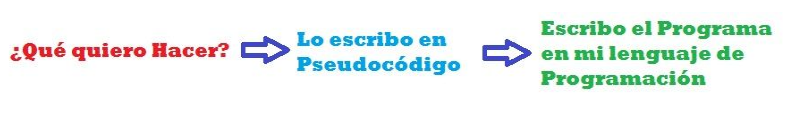 ¿Qué quiero Hacer?
Lo escribo en
Pseudocódigo
Escribo el Programa
en mi lenguaje de
Programación